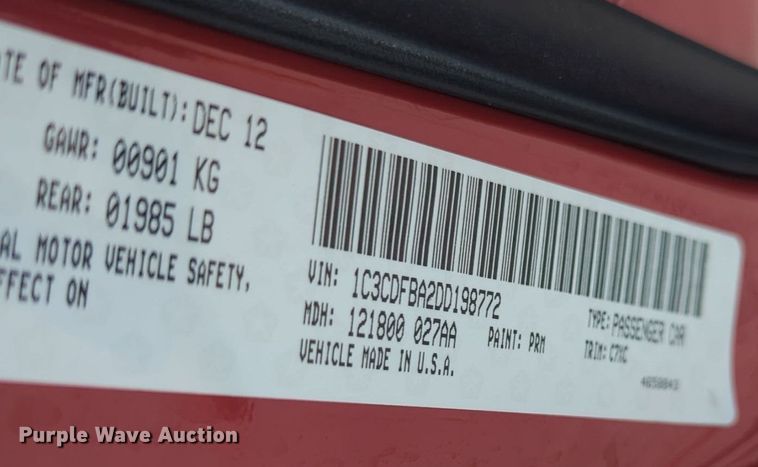 TE OF MFR(BUILT): DEC 12
GAWR: 00901 KG
REAR: 01985 LB
AL MOTOR VEHICLE SAFETY,
FFECT ON
VIN: 1C3CDFBA2DD198772
MDH: 121800 027AA
PAINT: PRM
VEHICLE MADE IN U.S.A.
TYPE: PASSENGER CAR
TRIM: C7XC
Purple Wave Auction